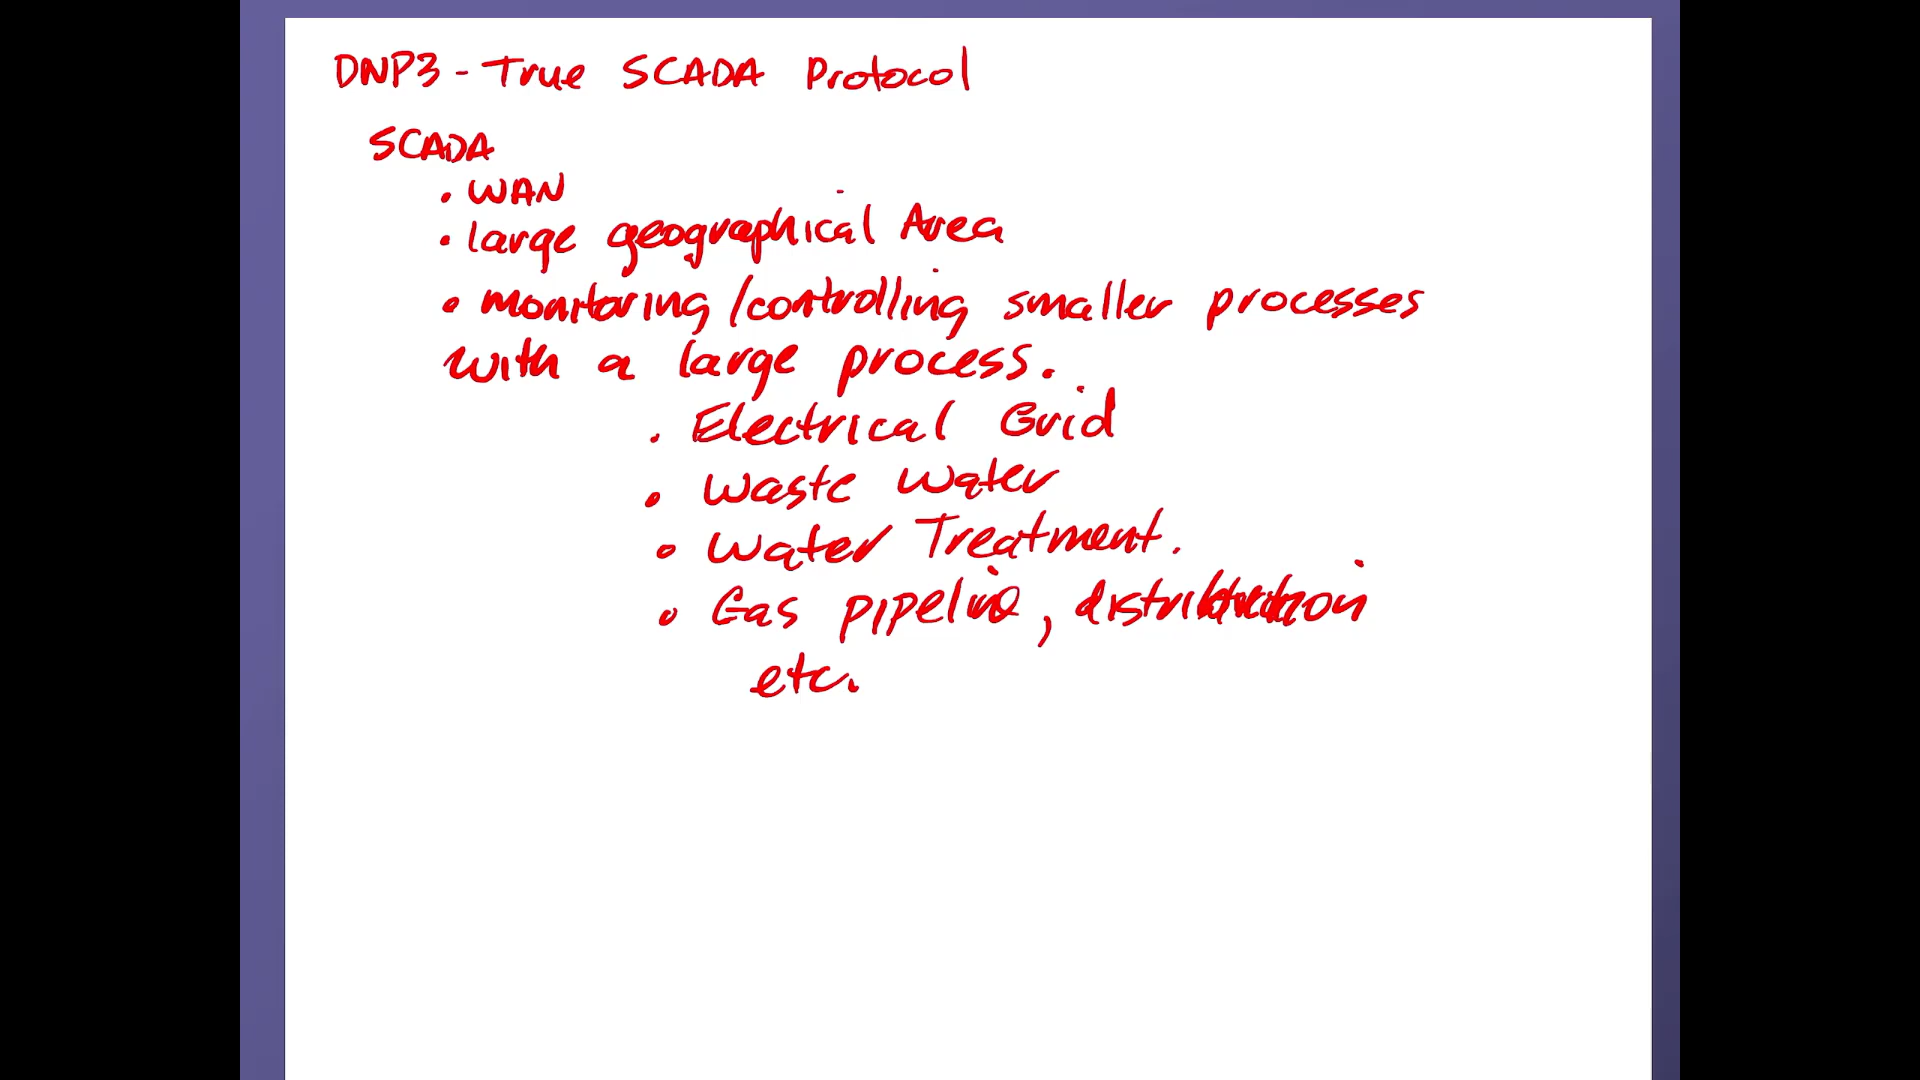 DNP3 - True SCADA Protocol
SCADA
• WAN
• large geographical Area
• monitoring/controlling smaller processes
with a large process.
• Electrical Grid
• Waste Water
• Water Treatment.
• Gas pipeline, distribution
etc.